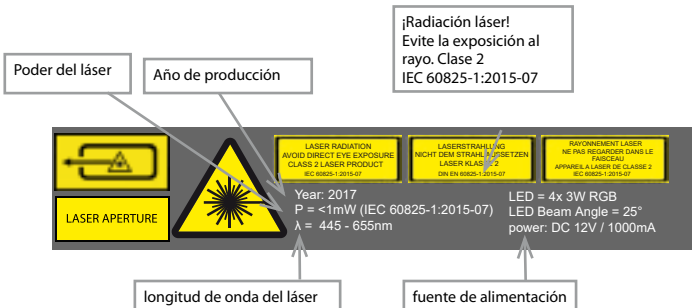 ¡Radiación láser!
Evite la exposición al
rayo. Clase 2
IEC 60825-1:2015-07
Poder del láser
Año de producción
LASER RADIATION
AVOID DIRECT EYE EXPOSURE
CLASS 2 LASER PRODUCT
IEC 60825-1:2015-07
LASERSTRAHLUNG
NICHT DEM STRAHL AUSSETZEN
LASER KLASSE 2
DIN EN 60825-1:2015-07
RAYONNEMENT LASER
NE PAS REGARDER DANS LE
FAISCEAU
APPAREIL A LASER DE CLASSE 2
IEC 60825-1:2015-07
LASER APERTURE
Year: 2017
P = <1mW (IEC 60825-1:2015-07)
λ = 445 - 655nm
LED = 4x 3W RGB
LED Beam Angle = 25°
power: DC 12V / 1000mA
longitud de onda del láser
fuente de alimentación